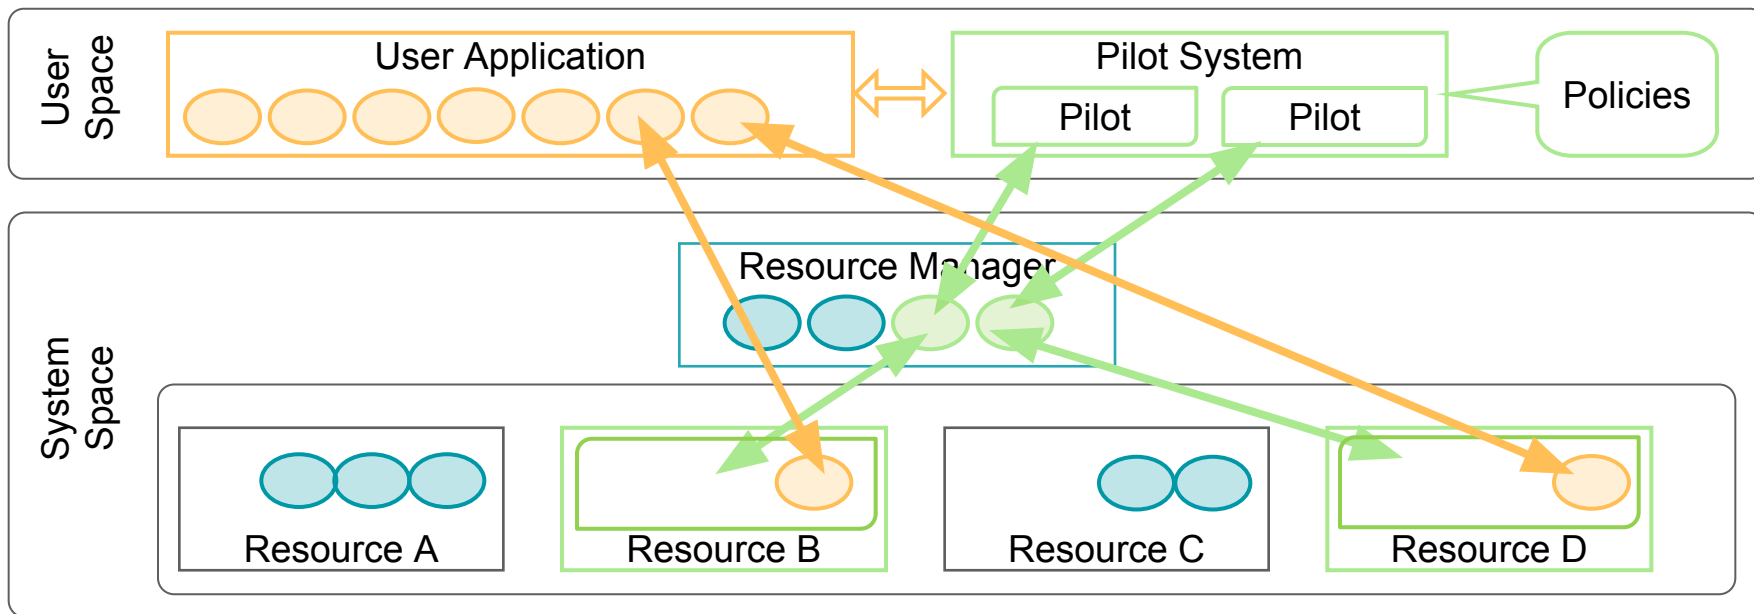 User
Space
User Application
Pilot System
Pilot
Pilot
Policies
System
Space
Resource Manager
Resource A
Resource B
Resource C
Resource D